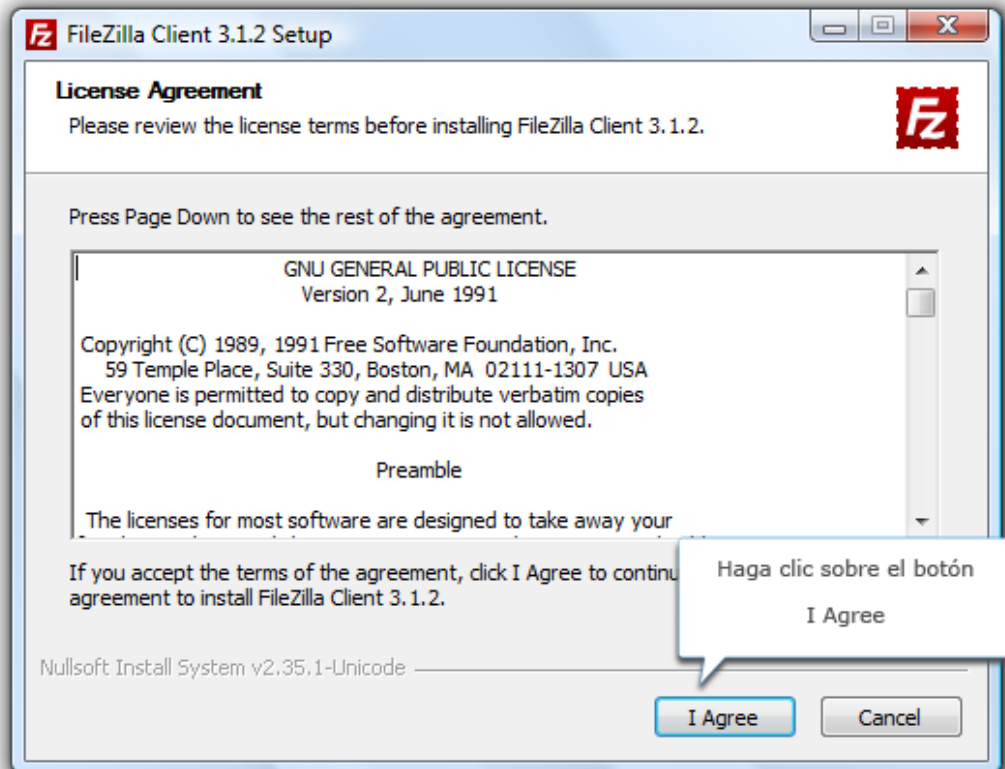 FileZilla Client 3.1.2 Setup
License Agreement
Please review the license terms before installing FileZilla Client 3.1.2.
Fz
Press Page Down to see the rest of the agreement.
GNU GENERAL PUBLIC LICENSE
Version 2, June 1991
Copyright (C) 1989, 1991 Free Software Foundation, Inc.
59 Temple Place, Suite 330, Boston, MA 02111-1307 USA
Everyone is permitted to copy and distribute verbatim copies
of this license document, but changing it is not allowed.
Preamble
The licenses for most software are designed to take away your
If you accept the terms of the agreement, click I Agree to
agreement to install FileZilla Client 3.1.2.
Haga clic sobre el botón
I Agree
Nullsoft Install System v2.35.1-Unicode
I Agree
Cancel